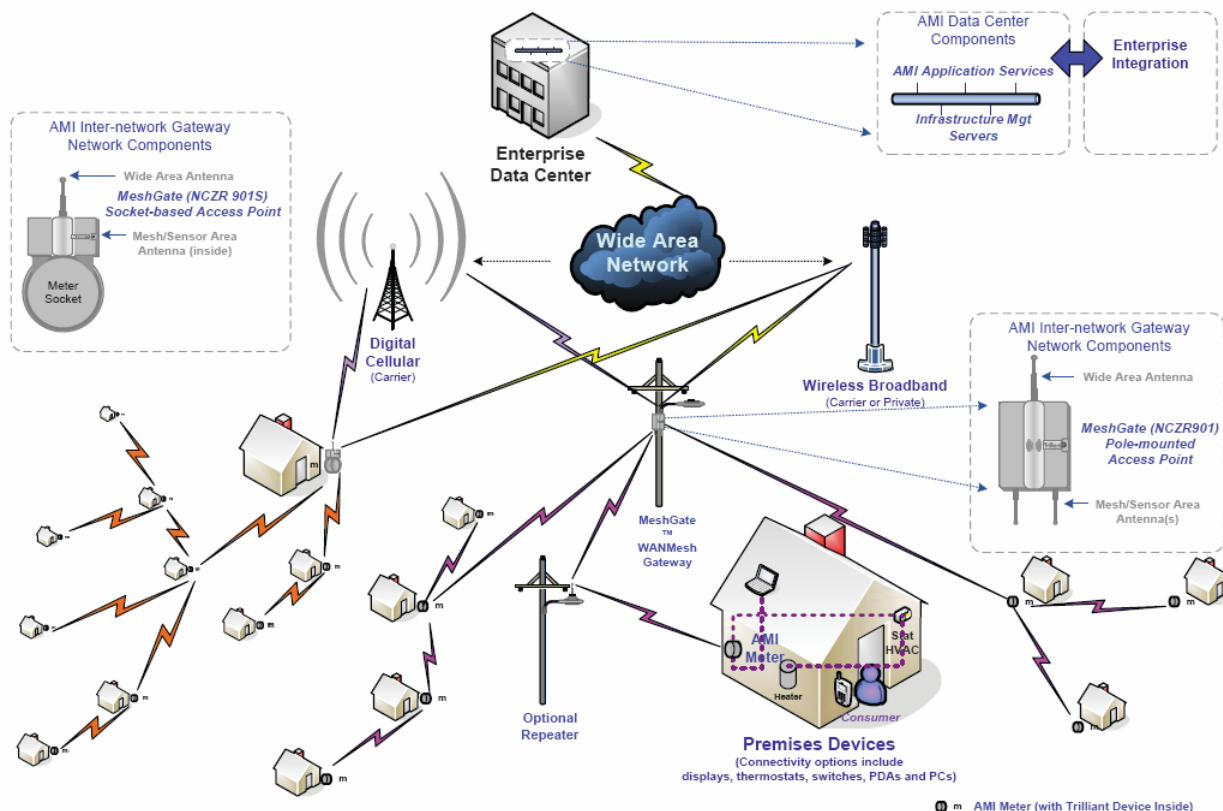 AMI Data Center
Components
AMI Application Services
Infrastructure Mgt
Servers
Enterprise
Integration
Enterprise
Data Center
AMI Inter-network Gateway
Network Components
Wide Area Antenna
MeshGate (NCZR 901S)
Socket-based Access Point
Mesh/Sensor Area
Antenna (inside)
Meter
Socket
Wide Area
Network
Digital
Cellular
(Carrier)
Wireless Broadband
(Carrier or Private)
AMI Inter-network Gateway
Network Components
Wide Area Antenna
MeshGate (NCZR901)
Pole-mounted
Access Point
Mesh/Sensor Area
Antenna(s)
m
MeshGate
™
WANMesh
Gateway
m
m
m
m
m
m
m
m
m
m
m
m
Optional
Repeater
AMI
Meter
Stat
HVAC
Heater
Consumer
Premises Devices
(Connectivity options include
displays, thermostats, switches, PDAs and PCs)
m AMI Meter (with Trilliant Device Inside)